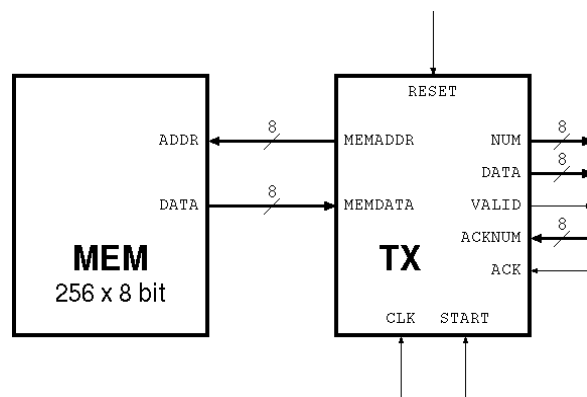 RESET
8
ADDR
MEMADDR
NUM
8
DATA
8
8
DATA
MEMDATA
VALID
ACKNUM
8
MEM
TX
ACK
256 x 8 bit
CLK
START